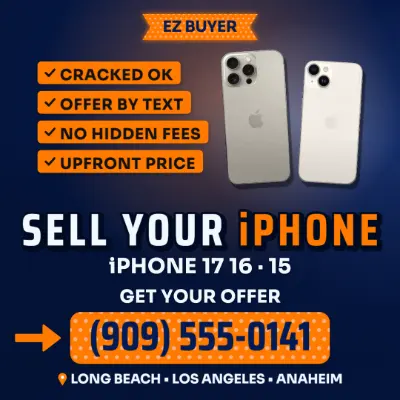 EZ BUYER
✓ CRACKED OK
✓ OFFER BY TEXT
✓ NO HIDDEN FEES
✓ UPFRONT PRICE
SELL YOUR iPHONE
iPHONE 17 16 · 15
GET YOUR OFFER
(909) 555-0141
LONG BEACH • LOS ANGELES • ANAHEIM